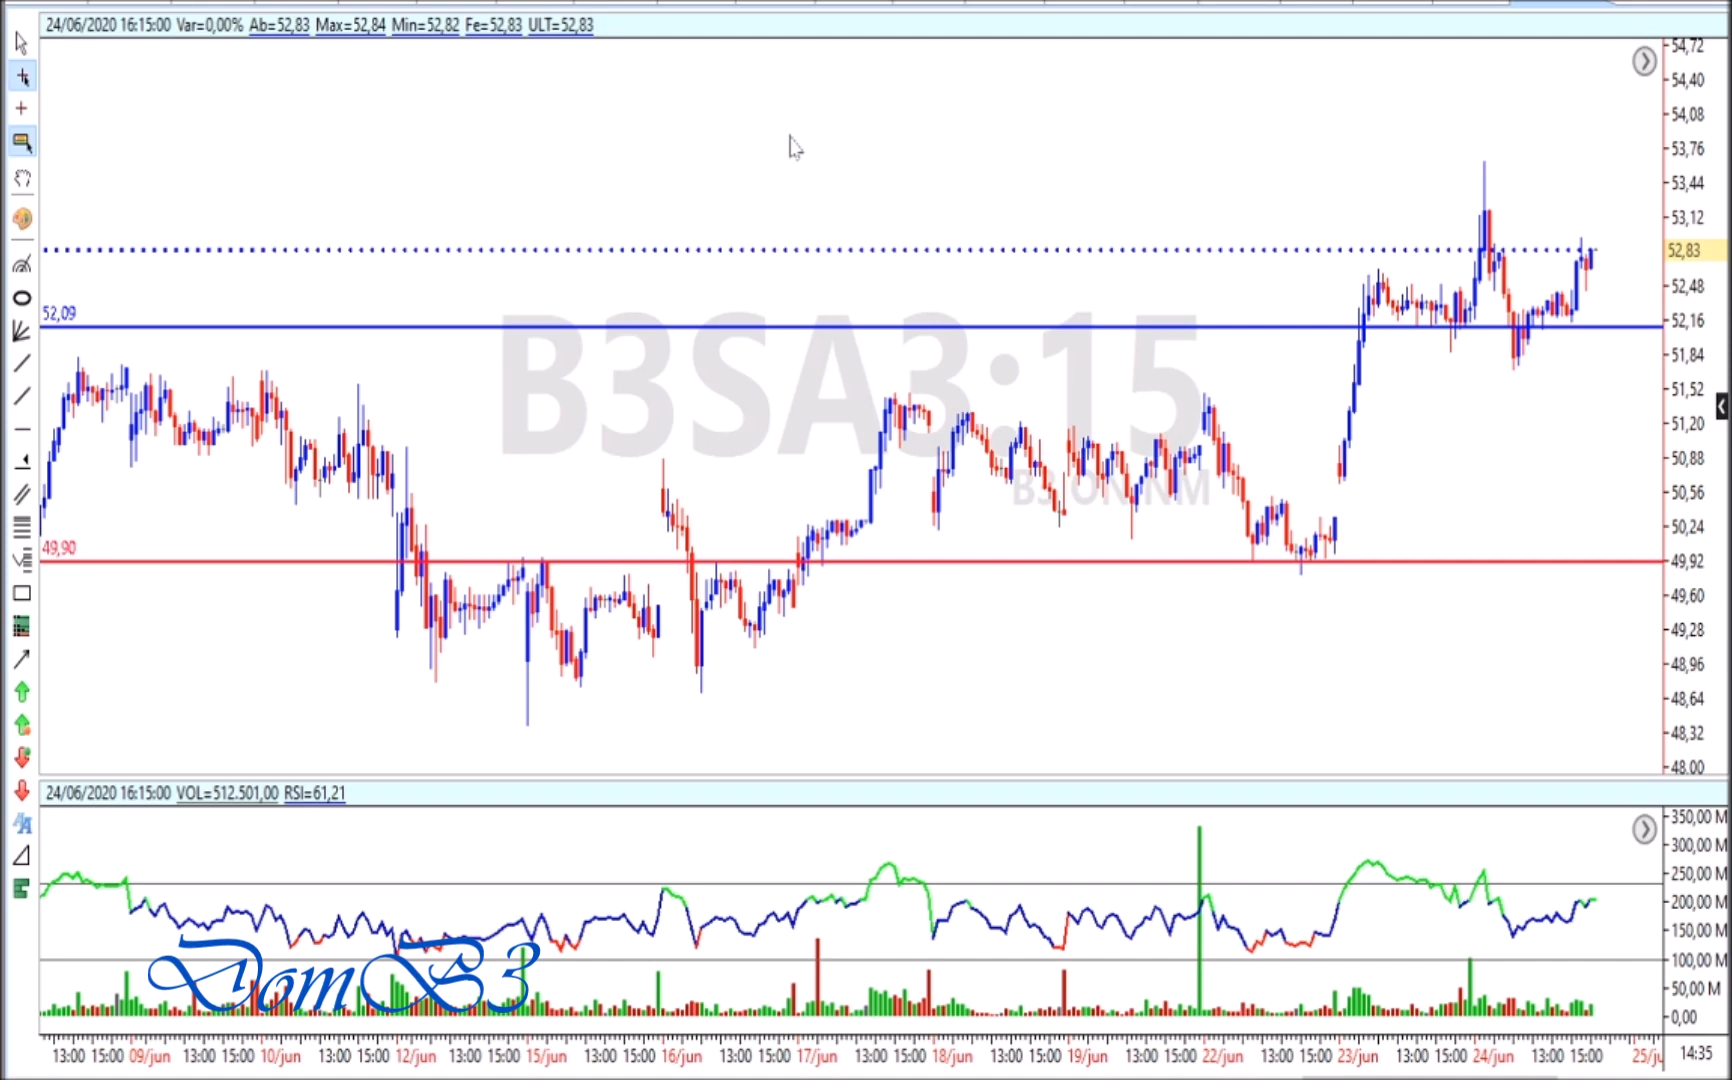 24/06/2020 16:15:00 Var=0,00% Ab=52,83 Max=52,84 Min=52,82 Fe=52,83 ULT=52,83
54,72
54,40
54,08
53,76
53,44
53,12
52,83
52,48
52,09
52,16
B3SA3:15
51,84
51,52
51,20
50,88
B3 ON NM
50,56
50,24
49,90
49,92
49,60
49,28
48,96
48,64
48,32
48.00
24/06/2020 16:15:00 VOL=512.501,00 RSI=61,21
350,00 M
300,00 M
250,00 M
200,00 M
150,00 M
100,00 M
DomB3
50,00 M
0,00
13:00 15:00 09/jun 13:00 15:00 10/jun 13:00 15:00 12/jun 13:00 15:00 15/jun 13:00 15:00 16/jun 13:00 15:00 17/jun 13:00 15:00 18/jun 13:00 15:00 19/jun 13:00 15:00 22/jun 13:00 15:00 23/jun 13:00 15:00 24/jun 13:00 15:00 25/ju 14:35